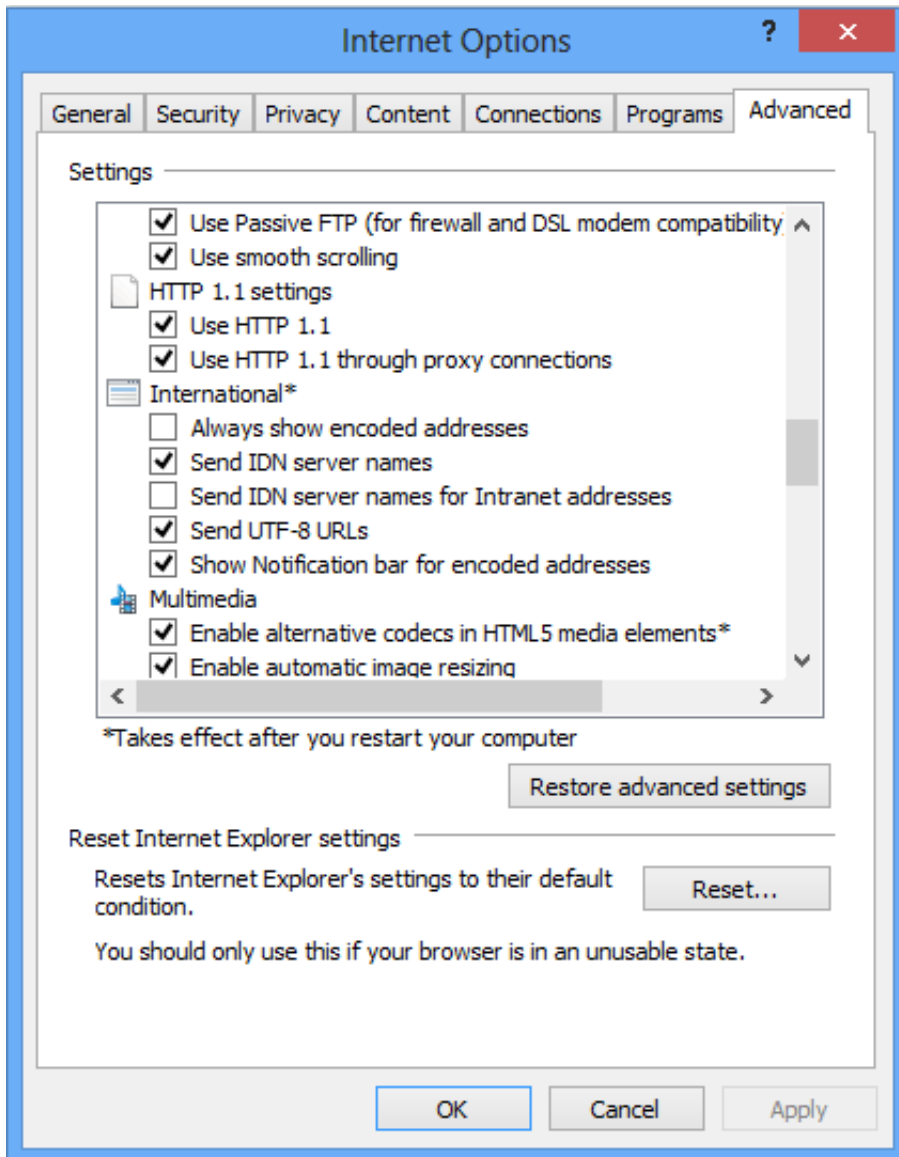 Internet Options
?
General Security Privacy Content Connections Programs Advanced
Settings
Use Passive FTP (for firewall and DSL modem compatibility)
Use smooth scrolling
HTTP 1.1 settings
Use HTTP 1.1
Use HTTP 1.1 through proxy connections
International*
Always show encoded addresses
Send IDN server names
Send IDN server names for Intranet addresses
Send UTF-8 URLs
Show Notification bar for encoded addresses
Multimedia
Enable alternative codecs in HTML5 media elements*
Enable automatic image resizing
*Takes effect after you restart your computer
Restore advanced settings
Reset Internet Explorer settings
Resets Internet Explorer's settings to their default
condition.
Reset...
You should only use this if your browser is in an unusable state.
OK Cancel Apply